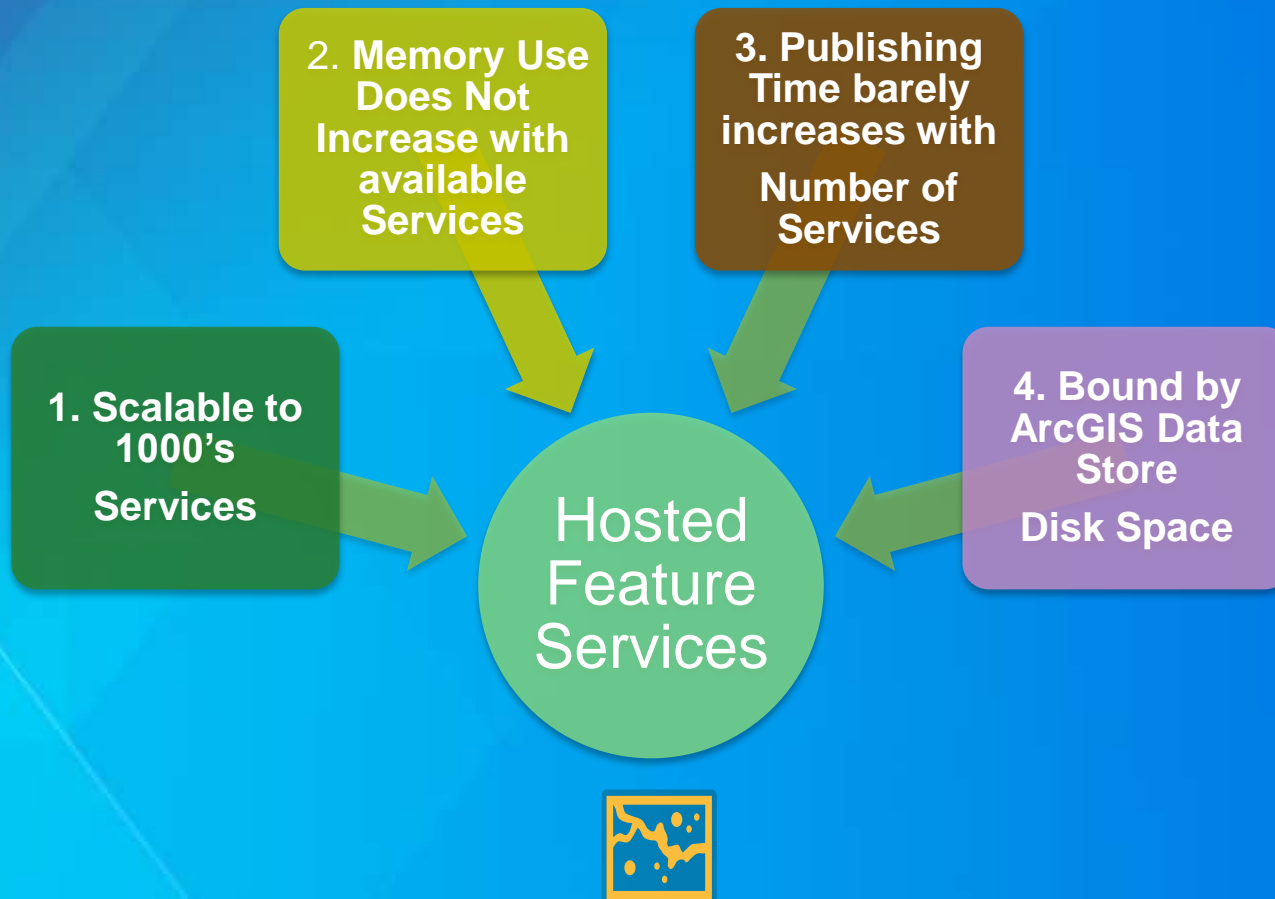 1. Scalable to
1000’s
Services
2. Memory Use
Does Not
Increase with
available
Services
3. Publishing
Time barely
increases with
Number of
Services
4. Bound by
ArcGIS Data
Store
Disk Space
Hosted
Feature
Services